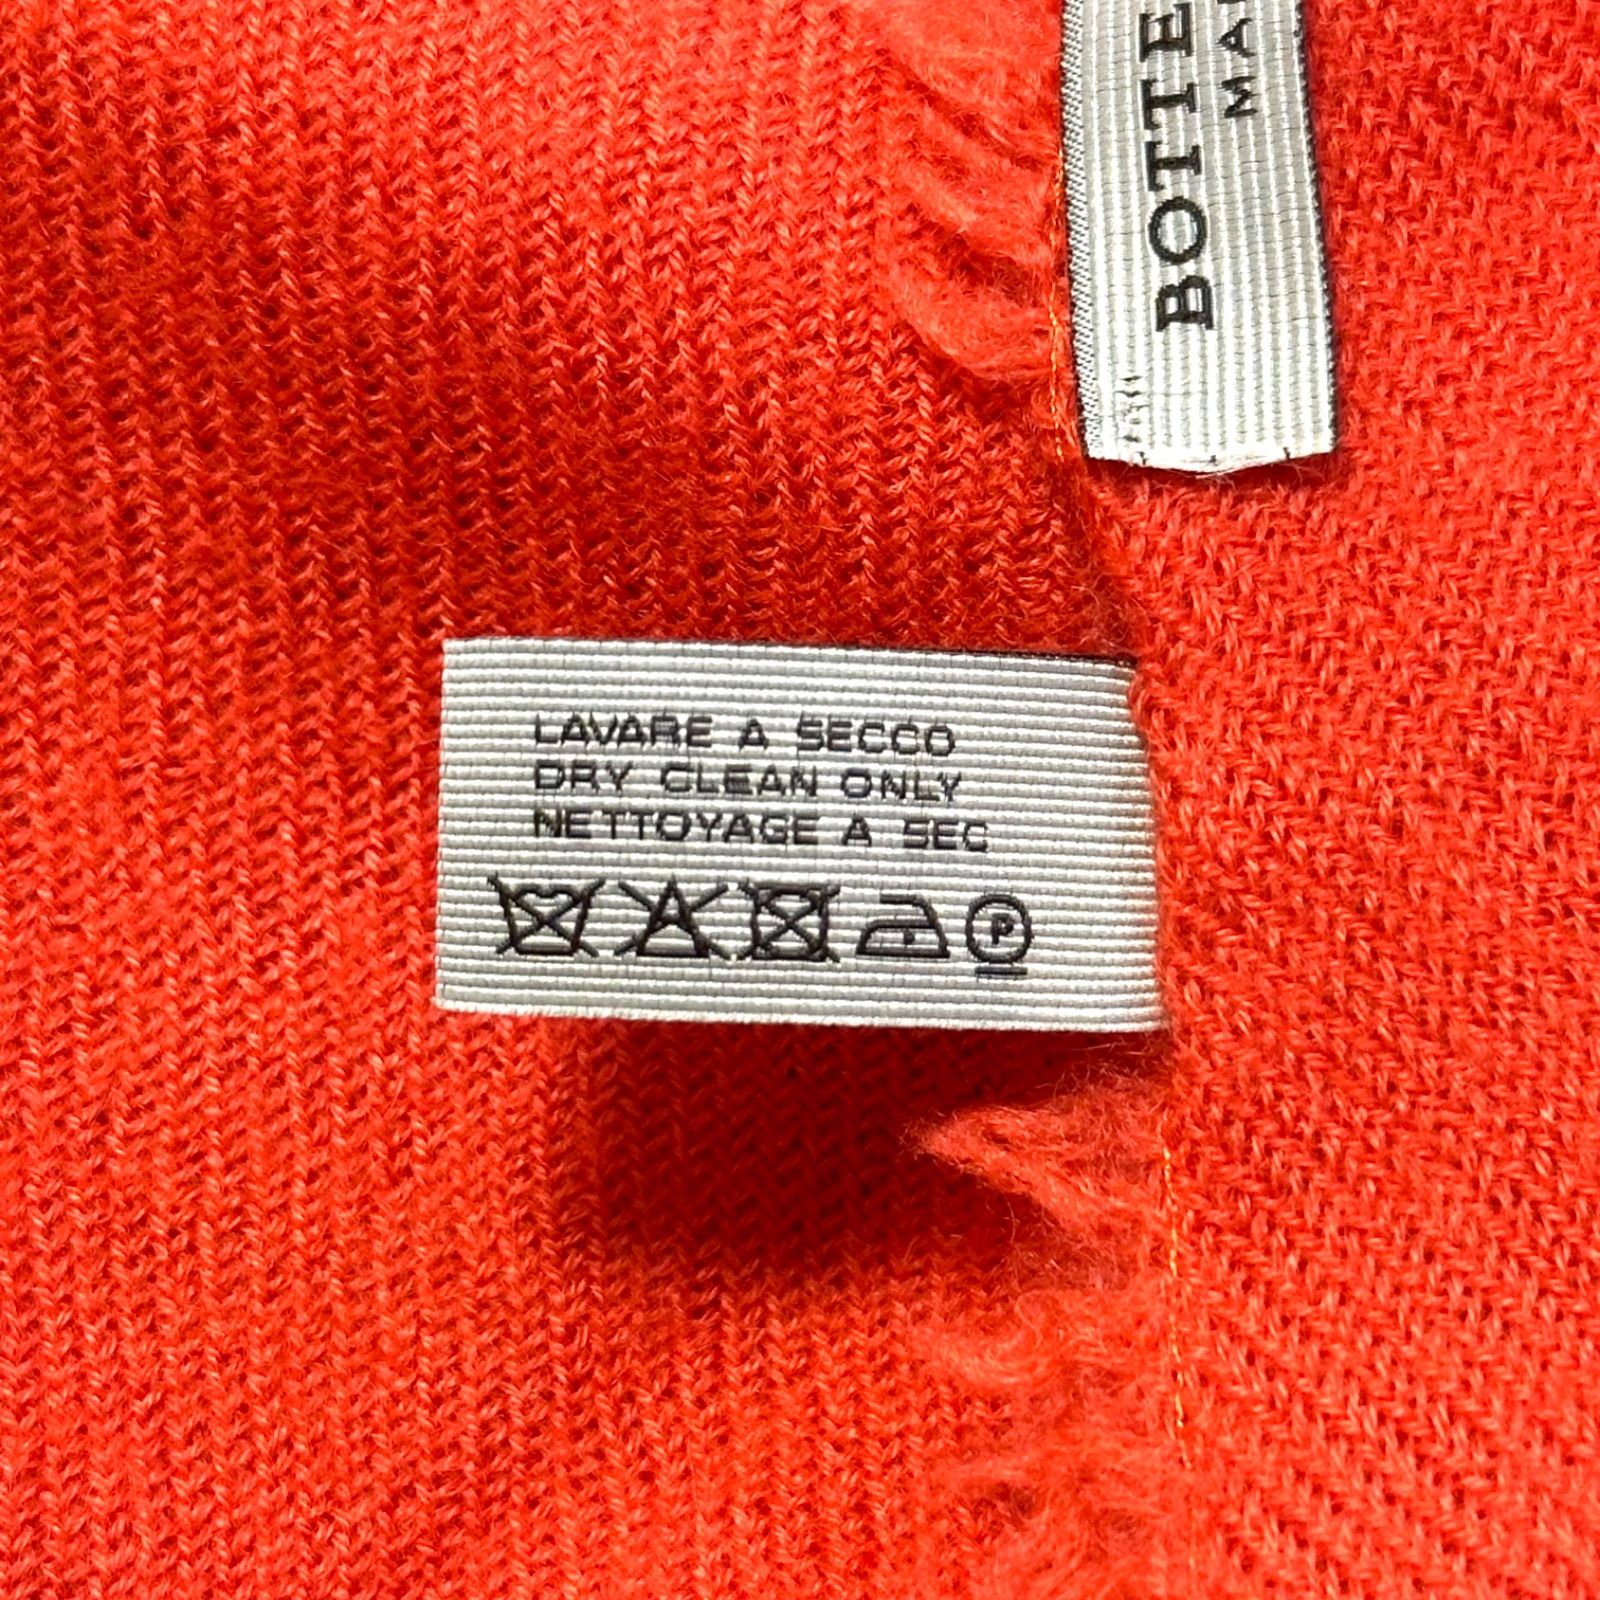 BOTTE
MA
LAVARE A SECCO
DRY CLEAN ONLY
NETTOYAGE A SEC
P